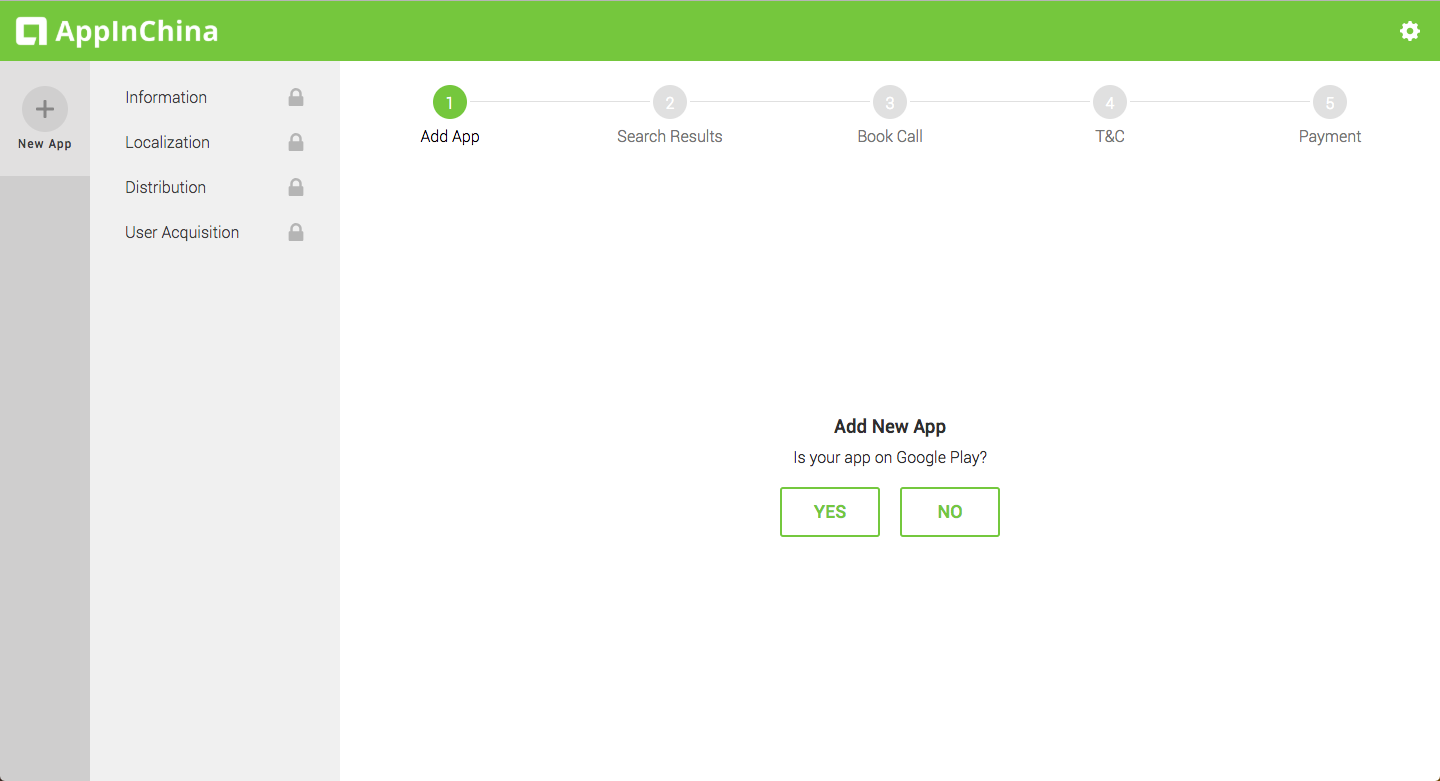 AppInChina
New App
Information
Localization
Distribution
User Acquisition
1
2
3
4
5
Add App
Search Results
Book Call
T&C
Payment
Add New App
Is your app on Google Play?
YES
NO